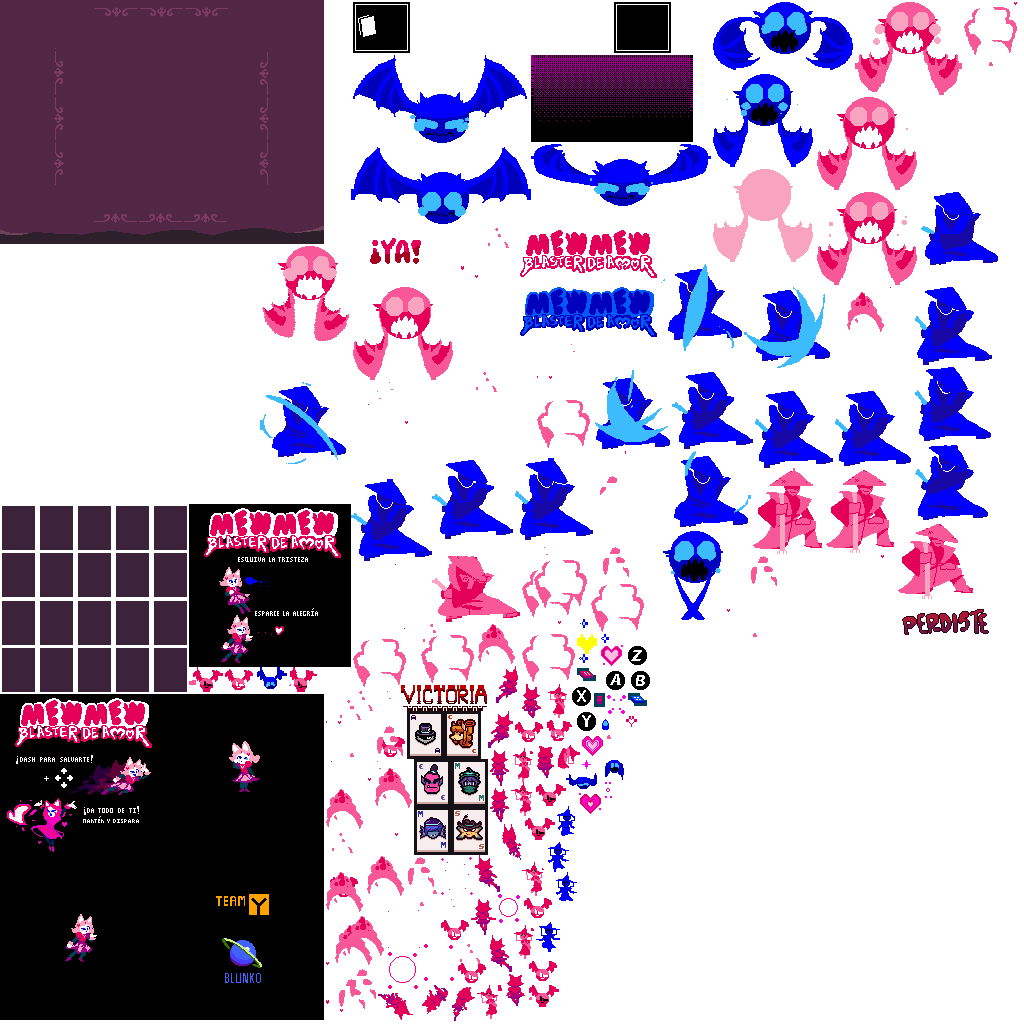 ¡YA!
MEWMEW
BLASTER DE AMOR
MEWMEW
BLASTER DE AMOR
MEWMEW
BLASTER DE AMOR
ESQUIVA LA TRISTEZA
ESPARCE LA ALEGRÍA
PERDISTE
Z
A B
X
Y
VICTORIA
A C
A C
E M
E M
M S
M S
MEWMEW
BLASTER DE AMOR
¡DASH PARA SALVARTE!
+
¡DA TODO DE TI!
MANTÉN Y DISPARA
TEAM Y
BLUNKO